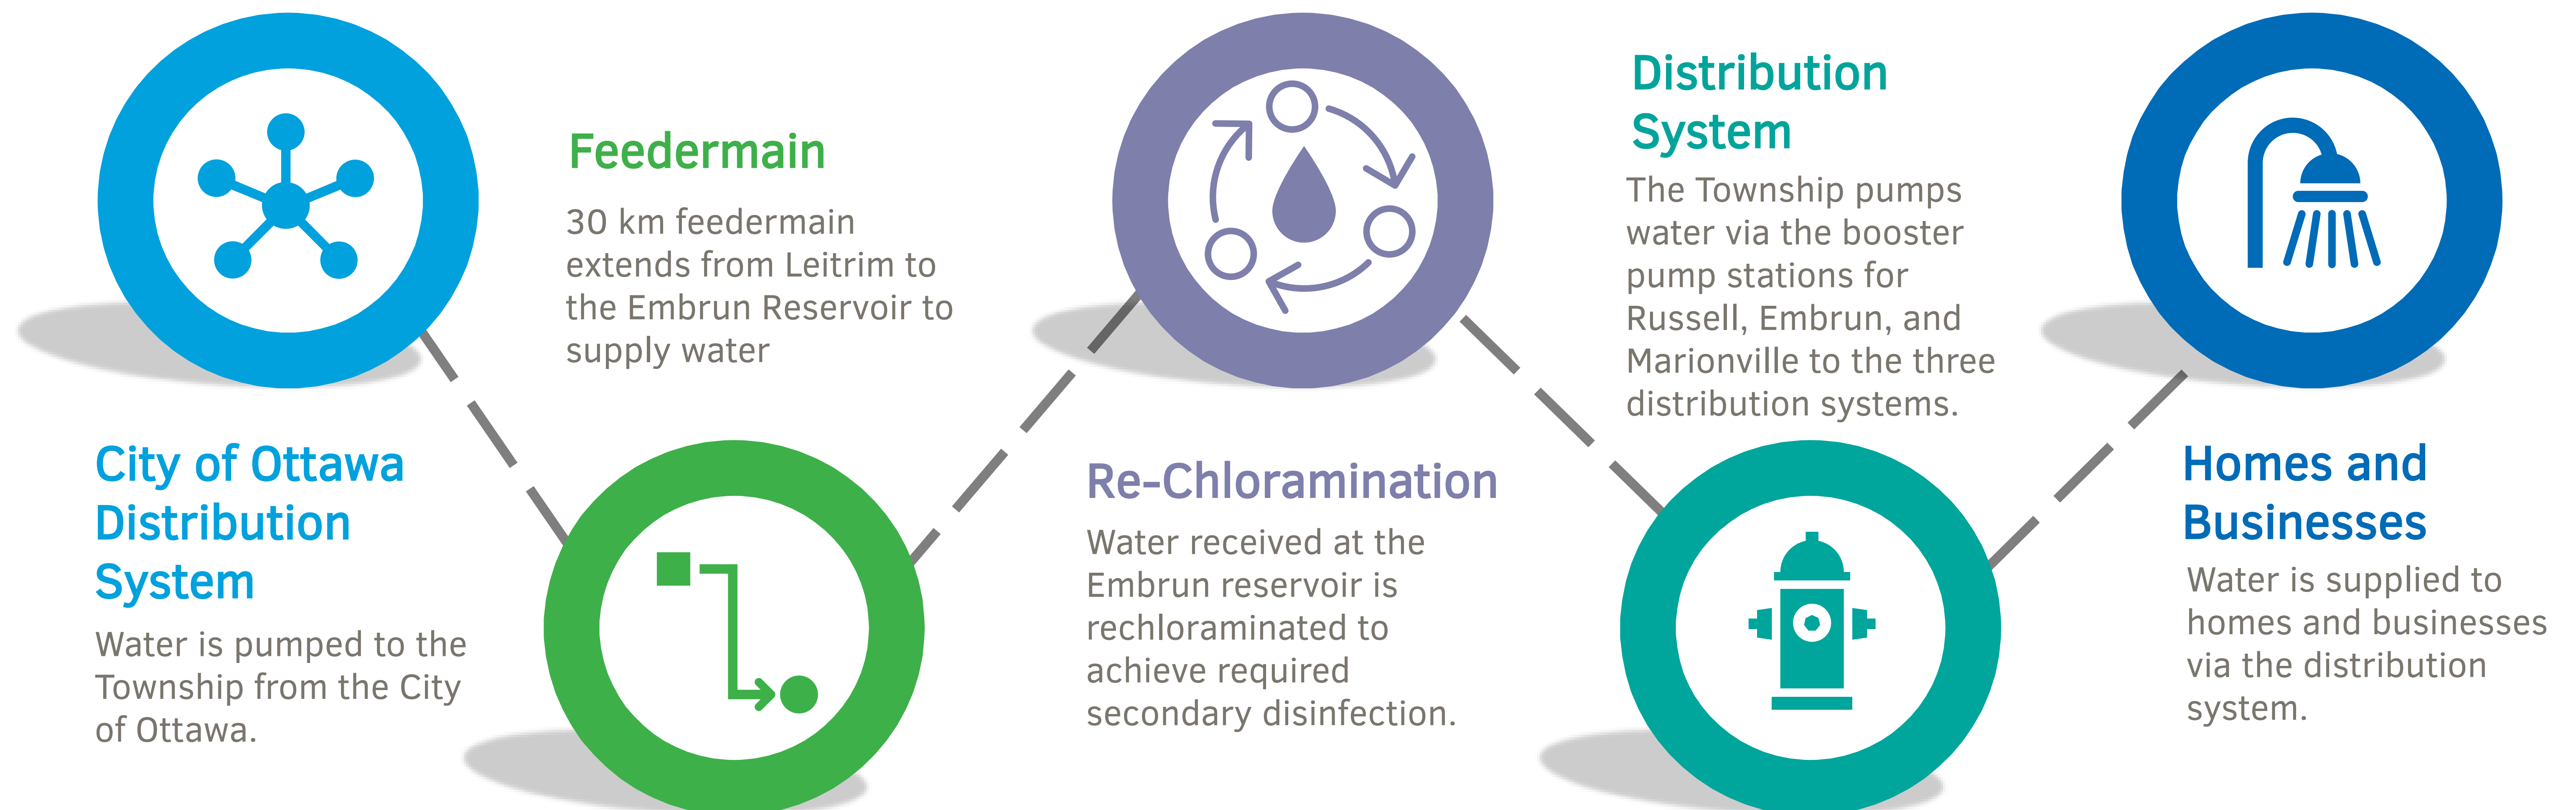 City of Ottawa
Distribution
System
Water is pumped to the
Township from the City
of Ottawa.
Feedermain
30 km feedermain
extends from Leitrim to
the Embrun Reservoir to
supply water
Re-Chloramination
Water received at the
Embrun reservoir is
rechloraminated to
achieve required
secondary disinfection.
Distribution
System
The Township pumps
water via the booster
pump stations for
Russell, Embrun, and
Marionville to the three
distribution systems.
Homes and
Businesses
Water is supplied to
homes and businesses
via the distribution
system.